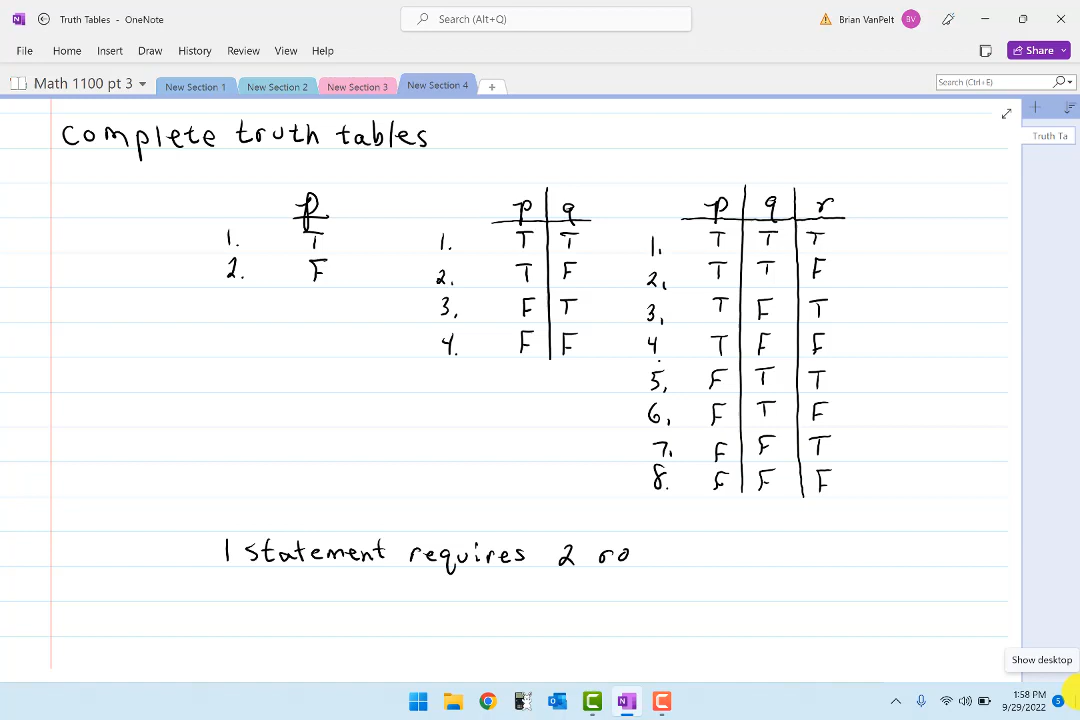 Truth Tables - OneNote
Search (Alt+Q)
Brian VanPelt
BV
File Home Insert Draw History Review View Help
Share
Math 1100 pt 3
New Section 1 New Section 2 New Section 3 New Section 4 +
Search (Ctrl+E)
Truth Ta
Complete truth tables
p
1. T
2. F
p q
1. T T
2. T F
3. F T
4. F F
p q r
1. T T T
2. T T F
3. T F T
4. T F F
5. F T T
6. F T F
7. F F T
8. F F F
1 statement requires 2 ro
Show desktop
1:58 PM
9/29/2022
5